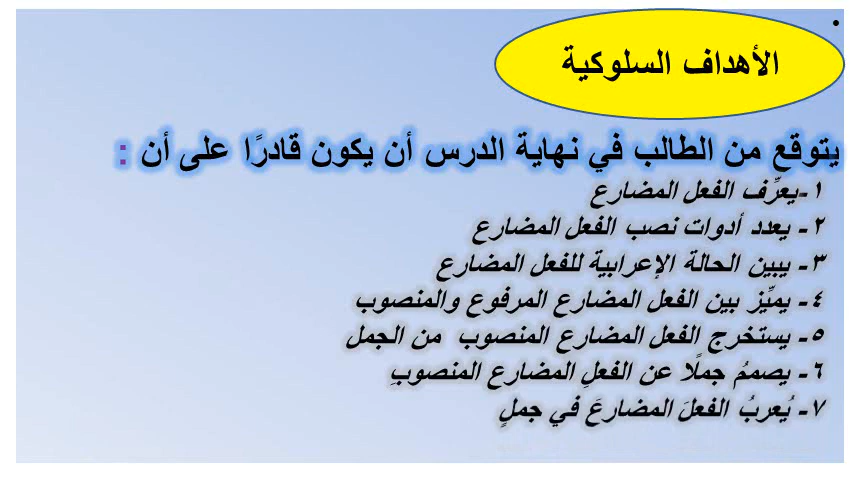 الأهداف السلوكية
يتوقع من الطالب في نهاية الدرس أن يكون قادرًا على أن :
١-يعرِّف الفعل المضارع
٢- يعدد أدوات نصب الفعل المضارع
٣- يبين الحالة الإعرابية للفعل المضارع
٤- يميِّز بين الفعل المضارع المرفوع والمنصوب
٥- يستخرج الفعل المضارع المنصوب من الجمل
٦- يصممُ جملًا عن الفعلِ المضارع المنصوبِ
٧- يُعربُ الفعلَ المضارعَ في جملٍ